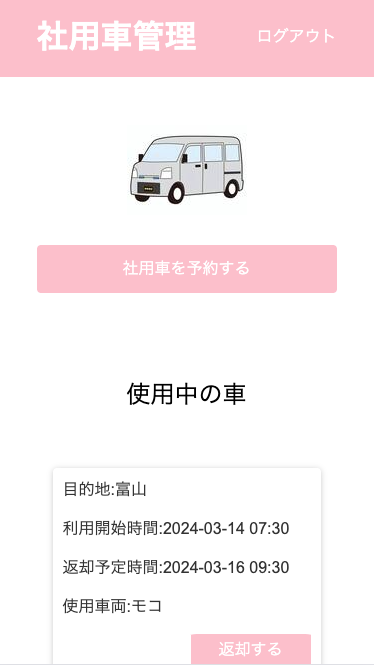 社用車管理
ログアウト
社用車を予約する
使用中の車
目的地:富山
利用開始時間:2024-03-14 07:30
返却予定時間:2024-03-16 09:30
使用車両:モコ
返却する